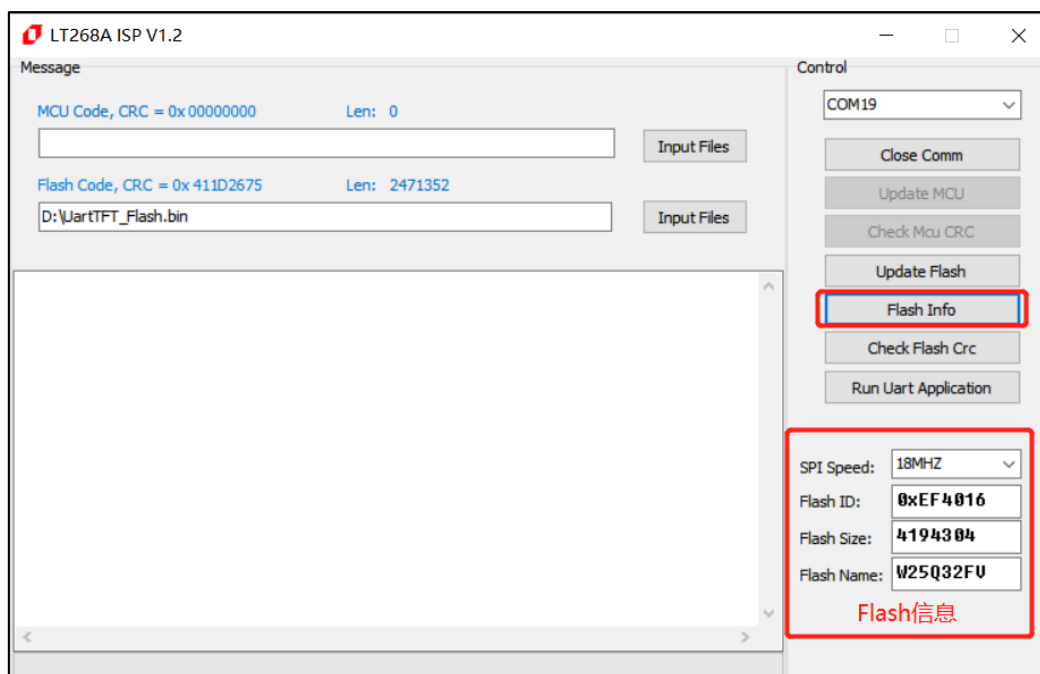 LT268A ISP V1.2
Message
MCU Code, CRC = 0x 00000000 Len: 0
Input Files
Flash Code, CRC = 0x 411D2675 Len: 2471352
D:\UartTFT_Flash.bin
Input Files
Control
COM19
Close Comm
Update MCU
Check Mcu CRC
Update Flash
Flash Info
Check Flash Crc
Run Uart Application
SPI Speed: 18MHZ
Flash ID: 0xEF4016
Flash Size: 4194304
Flash Name: W25Q32FV
Flash信息